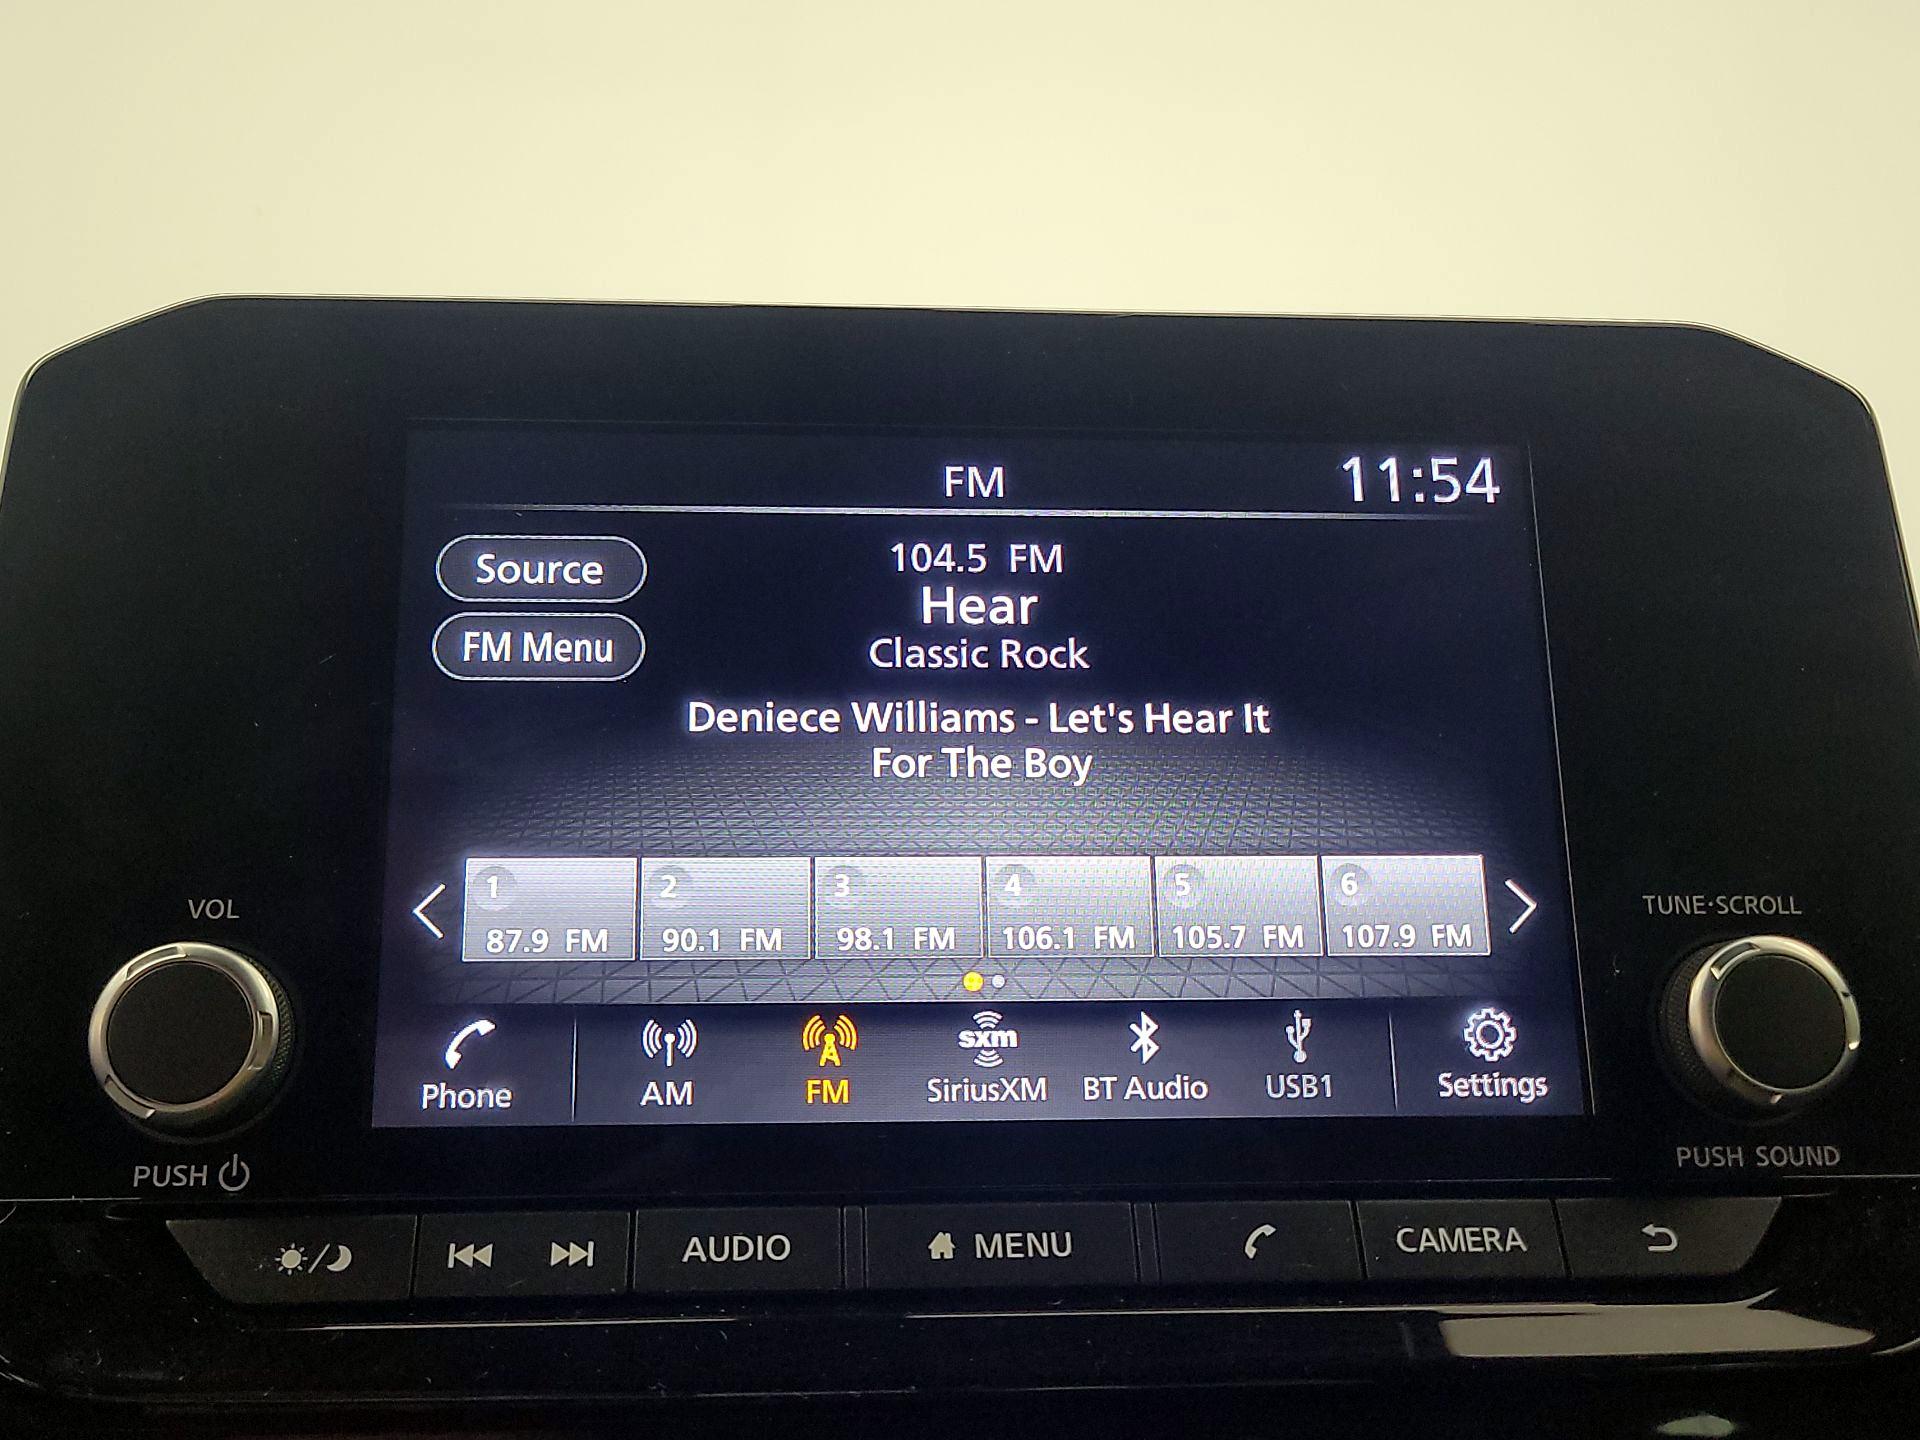 FM
11:54
Source
104.5 FM
Hear
FM Menu
Classic Rock
Deniece Williams - Let's Hear It
For The Boy
1
2
3
4
5
6
87.9 FM
90.1 FM
98.1 FM
106.1 FM
105.7 FM
107.9 FM
VOL
TUNE·SCROLL
sxm
Phone
AM
FM
SiriusXM
BT Audio
USB1
Settings
PUSH
PUSH SOUND
AUDIO
MENU
CAMERA